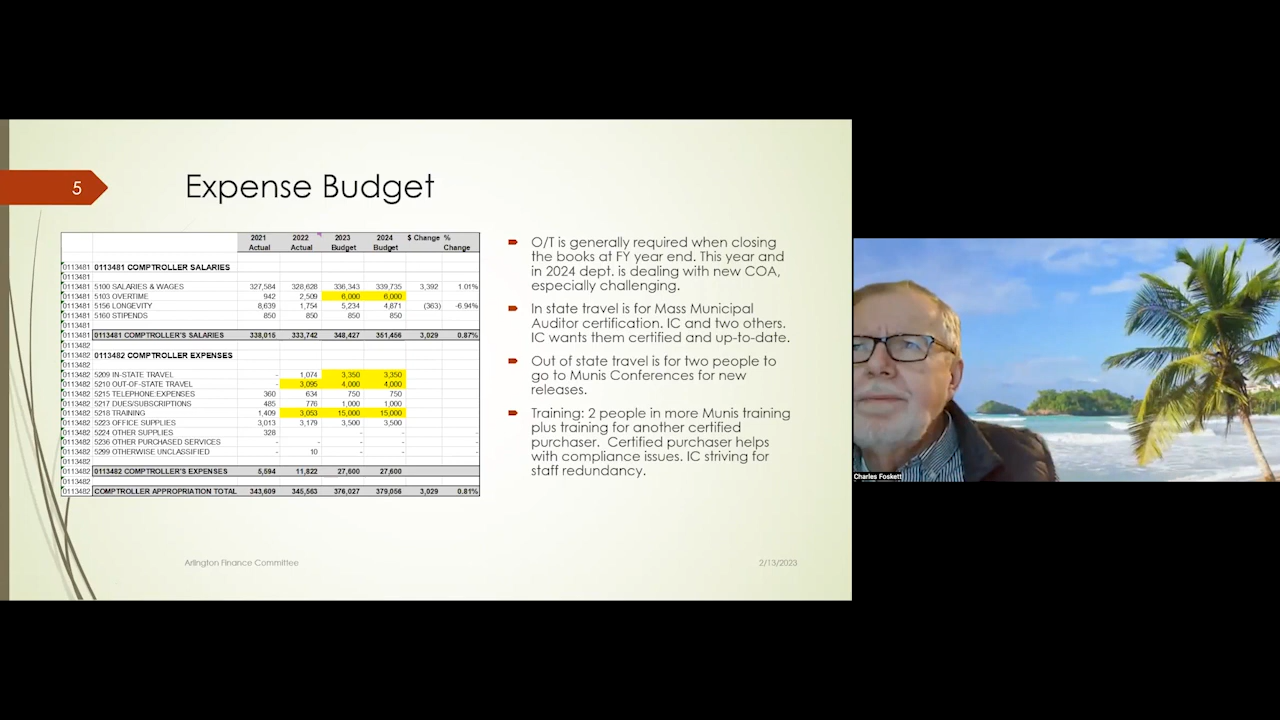 5
Expense Budget
2021 2022 2023 2024 $ Change %
Actual Actual Budget Budget Change
0113481 0113481 COMPTROLLER SALARIES
0113481
0113481 5100 SALARIES & WAGES 327,584 328,628 336,343 339,735 3,392 1.01%
0113481 5103 OVERTIME 942 2,509 6,000 6,000
0113481 5156 LONGEVITY 8,639 1,754 5,234 4,871 (363) -6.94%
0113481 5160 STIPENDS 850 850 850 850
0113481
0113481 0113481 COMPTROLLER'S SALARIES 338,015 333,742 348,427 351,456 3,029 0.87%
0113482
0113482 0113482 COMPTROLLER EXPENSES
0113482
0113482 5209 IN-STATE TRAVEL - 1,074 3,350 3,350
0113482 5210 OUT-OF-STATE TRAVEL - 3,095 4,000 4,000
0113482 5215 TELEPHONE:EXPENSES 360 634 750 750
0113482 5217 DUES/SUBSCRIPTIONS 485 776 1,000 1,000
0113482 5218 TRAINING 1,409 3,053 15,000 15,000
0113482 5223 OFFICE SUPPLIES 3,013 3,179 3,500 3,500
0113482 5224 OTHER SUPPLIES 328 - - - -
0113482 5236 OTHER PURCHASED SERVICES - - - - -
0113482 5299 OTHERWISE UNCLASSIFIED 10 - - -
0113482
0113482 0113482 COMPTROLLER'S EXPENSES 5,594 11,822 27,600 27,600
0113482
0113482 COMPTROLLER APPROPRIATION TOTAL 343,609 345,563 376,027 379,056 3,029 0.81%
O/T is generally required when closing
the books at FY year end. This year and
in 2024 dept. is dealing with new COA,
especially challenging.
In state travel is for Mass Municipal
Auditor certification. IC and two others.
IC wants them certified and up-to-date.
Out of state travel is for two people to
go to Munis Conferences for new
releases.
Training: 2 people in more Munis training
plus training for another certified
purchaser. Certified purchaser helps
with compliance issues. IC striving for
staff redundancy.
Charles Foskett
Arlington Finance Committee
2/13/2023